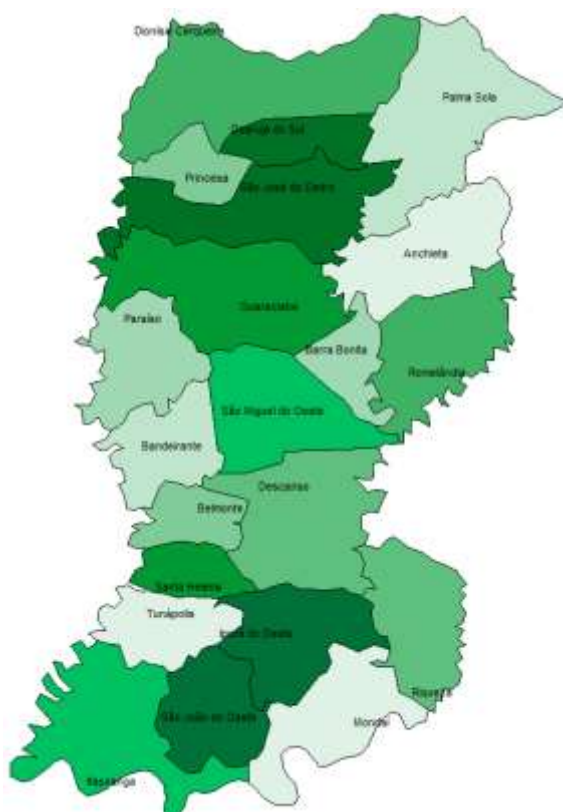 Dionísio Cerqueira
Palma Sola
Guarujá do Sul
Princesa
São José do Cedro
Anchieta
Guaraciaba
Paraíso
Barra Bonita
Romelândia
São Miguel do Oeste
Bandeirante
Descanso
Belmonte
Santa Helena
Tunápolis
Iporã do Oeste
Riqueza
São João do Oeste
Mondaí
Itapiranga